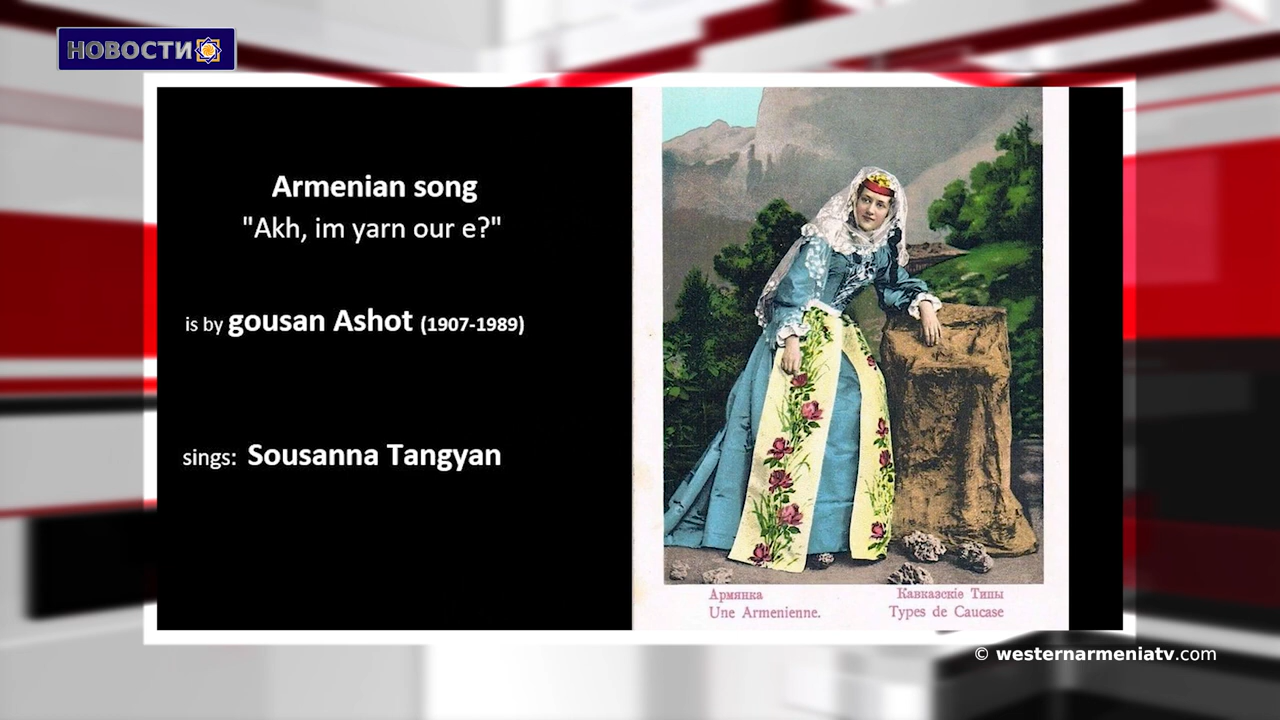 НОВОСТИ
Armenian song
"Akh, im yarn our e?"
is by gousan Ashot (1907-1989)
sings: Sousanna Tangyan
Армянка
Кавказскіе Типы
Une Armenienne.
Types de Caucase
© westernarmeniatv.com